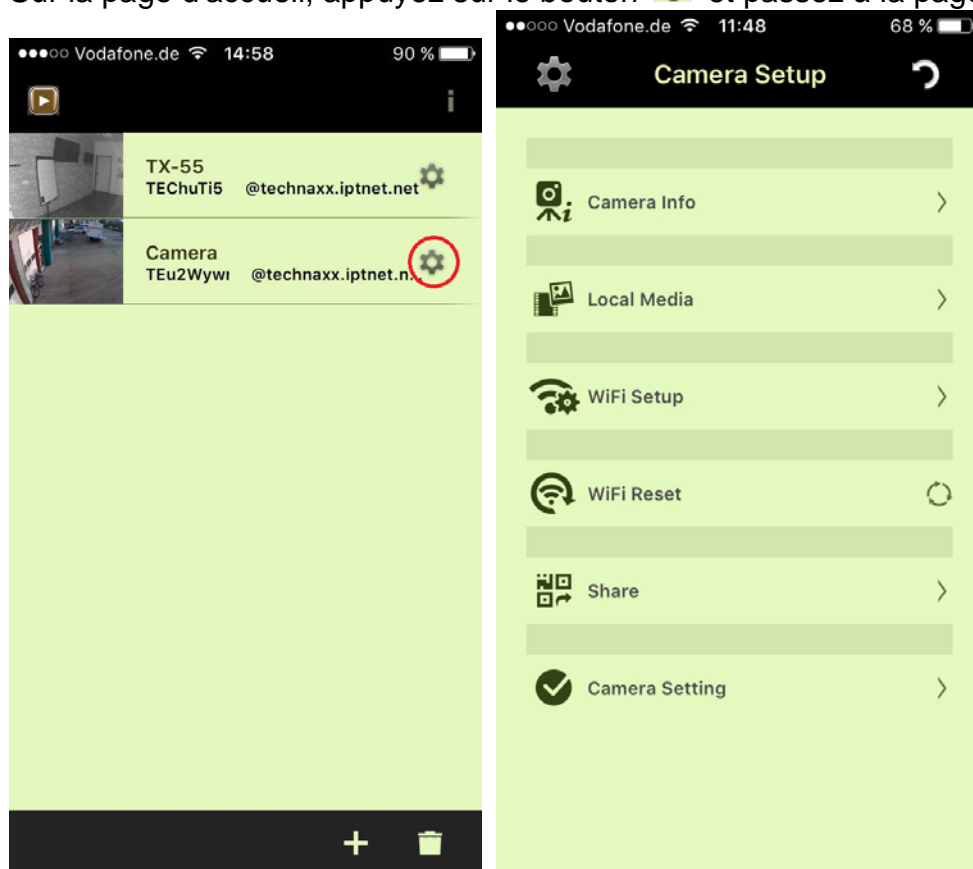 Sur la page d'accueil, appuyez sur le bouton et passez à la page
●●●○○ Vodafone.de 14:58 90 %
i
TX-55
TEChuTi5 @technaxx.iptnet.net
Camera
TEu2Wyw @technaxx.iptnet.n...
●●○○○ Vodafone.de 11:48 68 %
Camera Setup
Camera Info
Local Media
WiFi Setup
WiFi Reset
Share
Camera Setting